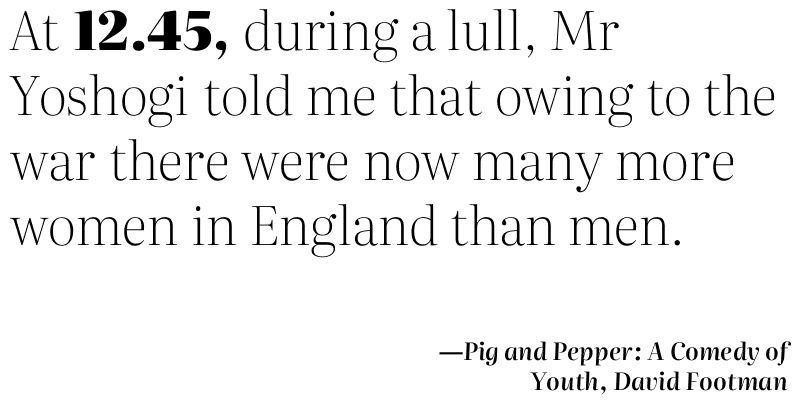 At 12.45, during a lull, Mr
Yoshogi told me that owing to the
war there were now many more
women in England than men.
—Pig and Pepper: A Comedy of
Youth, David Footman